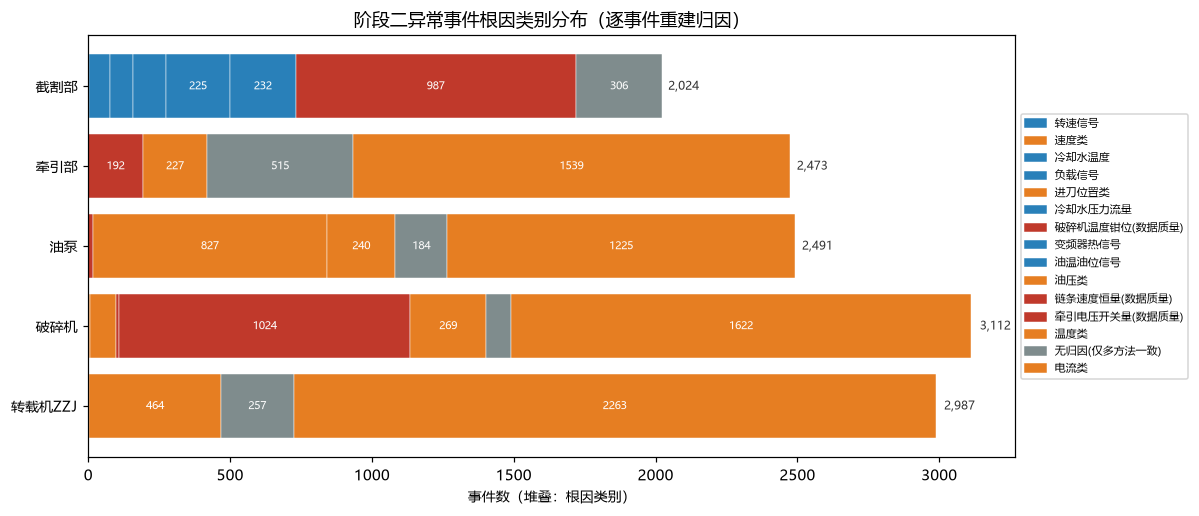 阶段二异常事件根因类别分布（逐事件重建归因）
截割部
225
232
987
306
2,024
牵引部
192
227
515
1539
2,473
油泵
827
240
184
1225
2,491
破碎机
1024
269
1622
3,112
转载机ZZJ
464
257
2263
2,987
0
500
1000
1500
2000
2500
3000
事件数（堆叠：根因类别）
转速信号
速度类
冷却水温度
负载信号
进刀位置类
冷却水压力流量
破碎机温度钳位(数据质量)
变频器热信号
油温油位信号
油压类
链条速度恒量(数据质量)
牵引电压开关量(数据质量)
温度类
无归因(仅多方法一致)
电流类